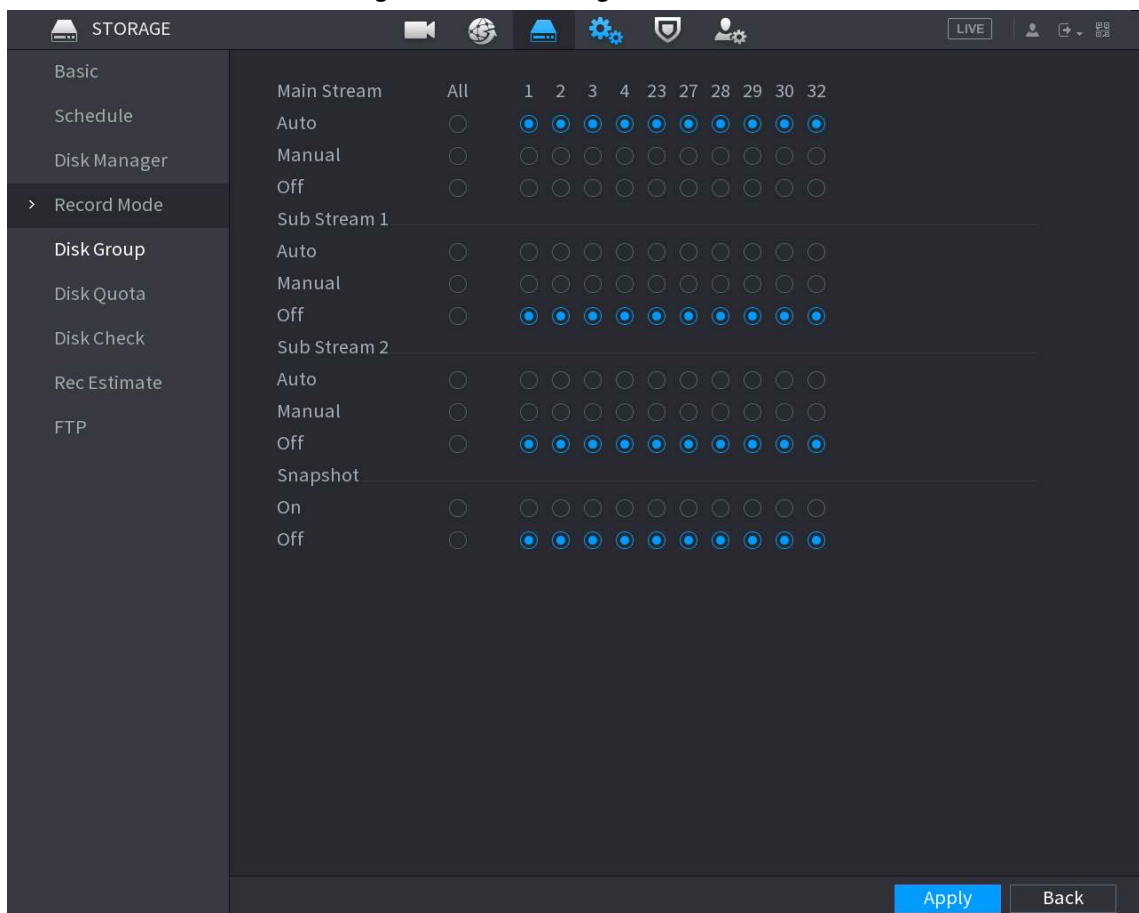 STORAGE LIVE
Basic
Schedule
Disk Manager
Record Mode
Disk Group
Disk Quota
Disk Check
Rec Estimate
FTP
Main Stream All 1 2 3 4 23 27 28 29 30 32
Auto
Manual
Off
Sub Stream 1
Auto
Manual
Off
Sub Stream 2
Auto
Manual
Off
Snapshot
On
Off
Apply Back